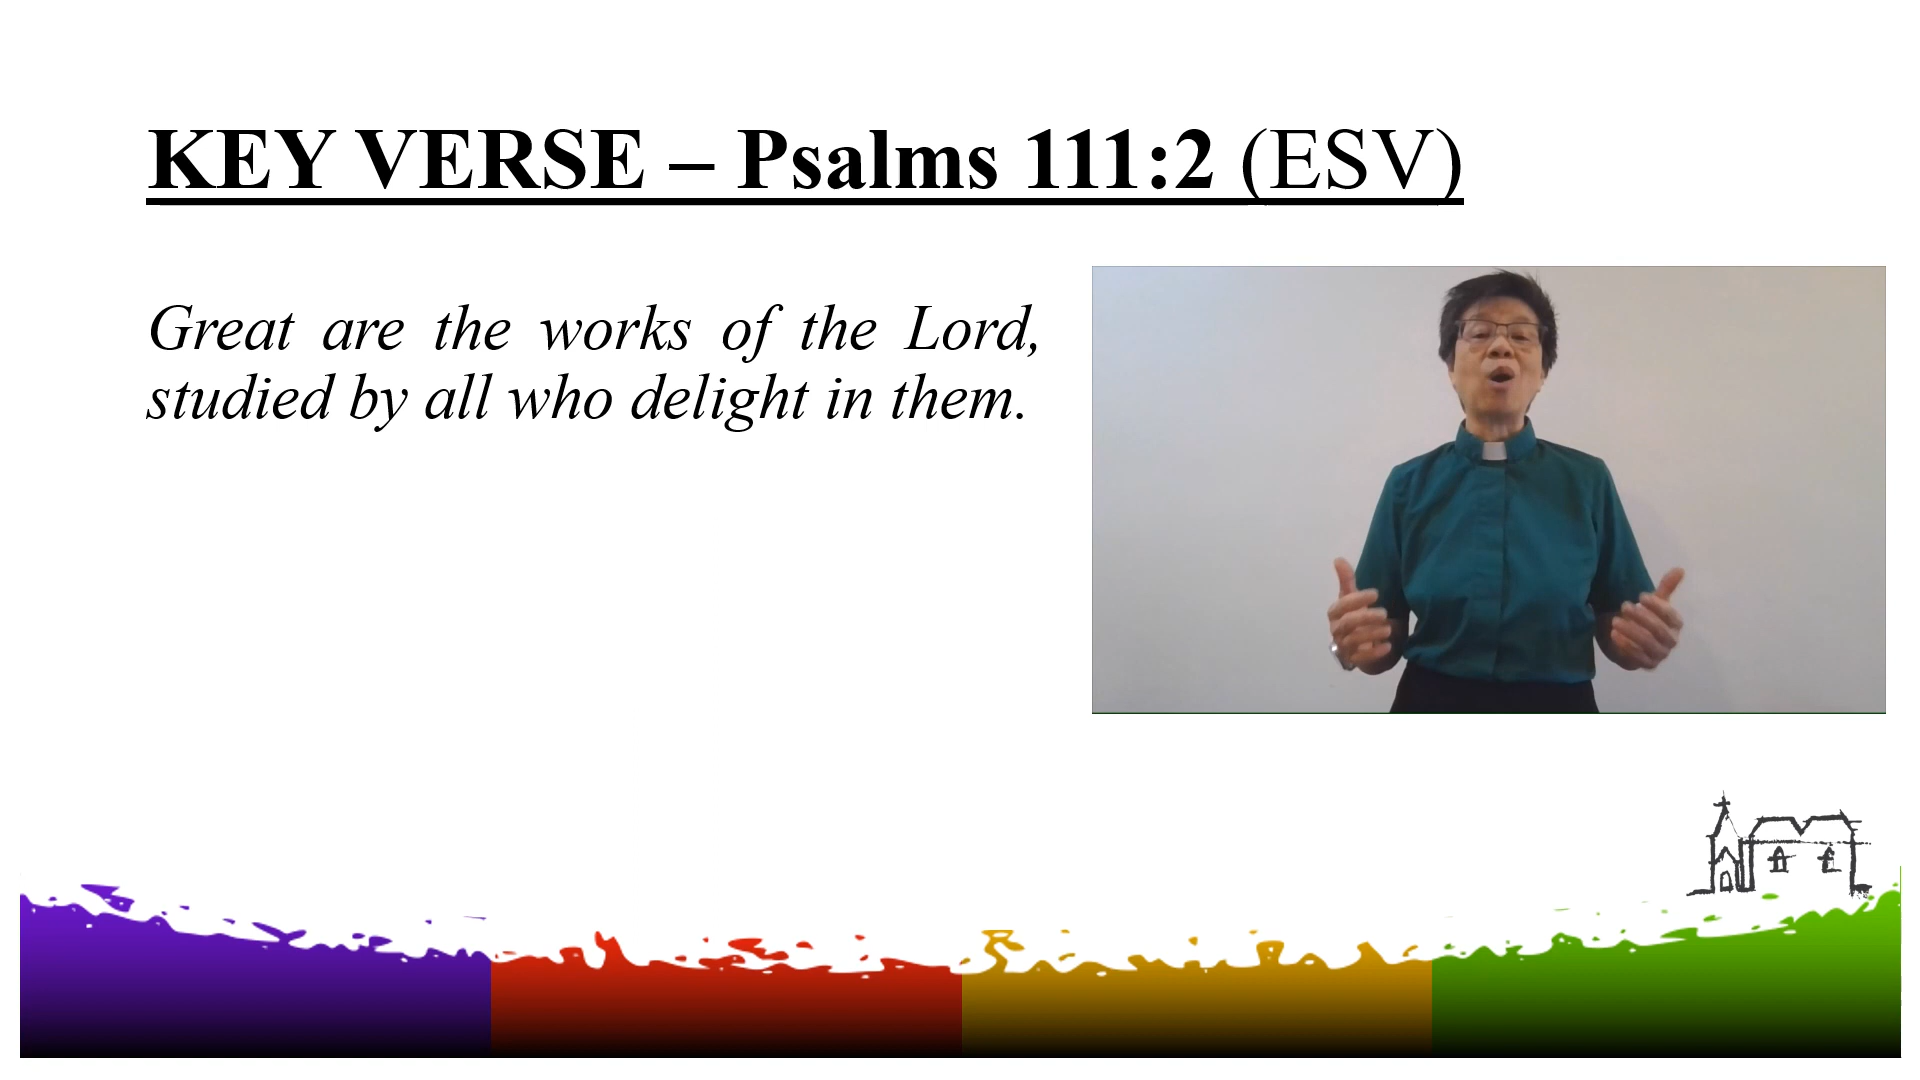 KEY VERSE – Psalms 111:2 (ESV)
Great are the works of the Lord,
studied by all who delight in them.